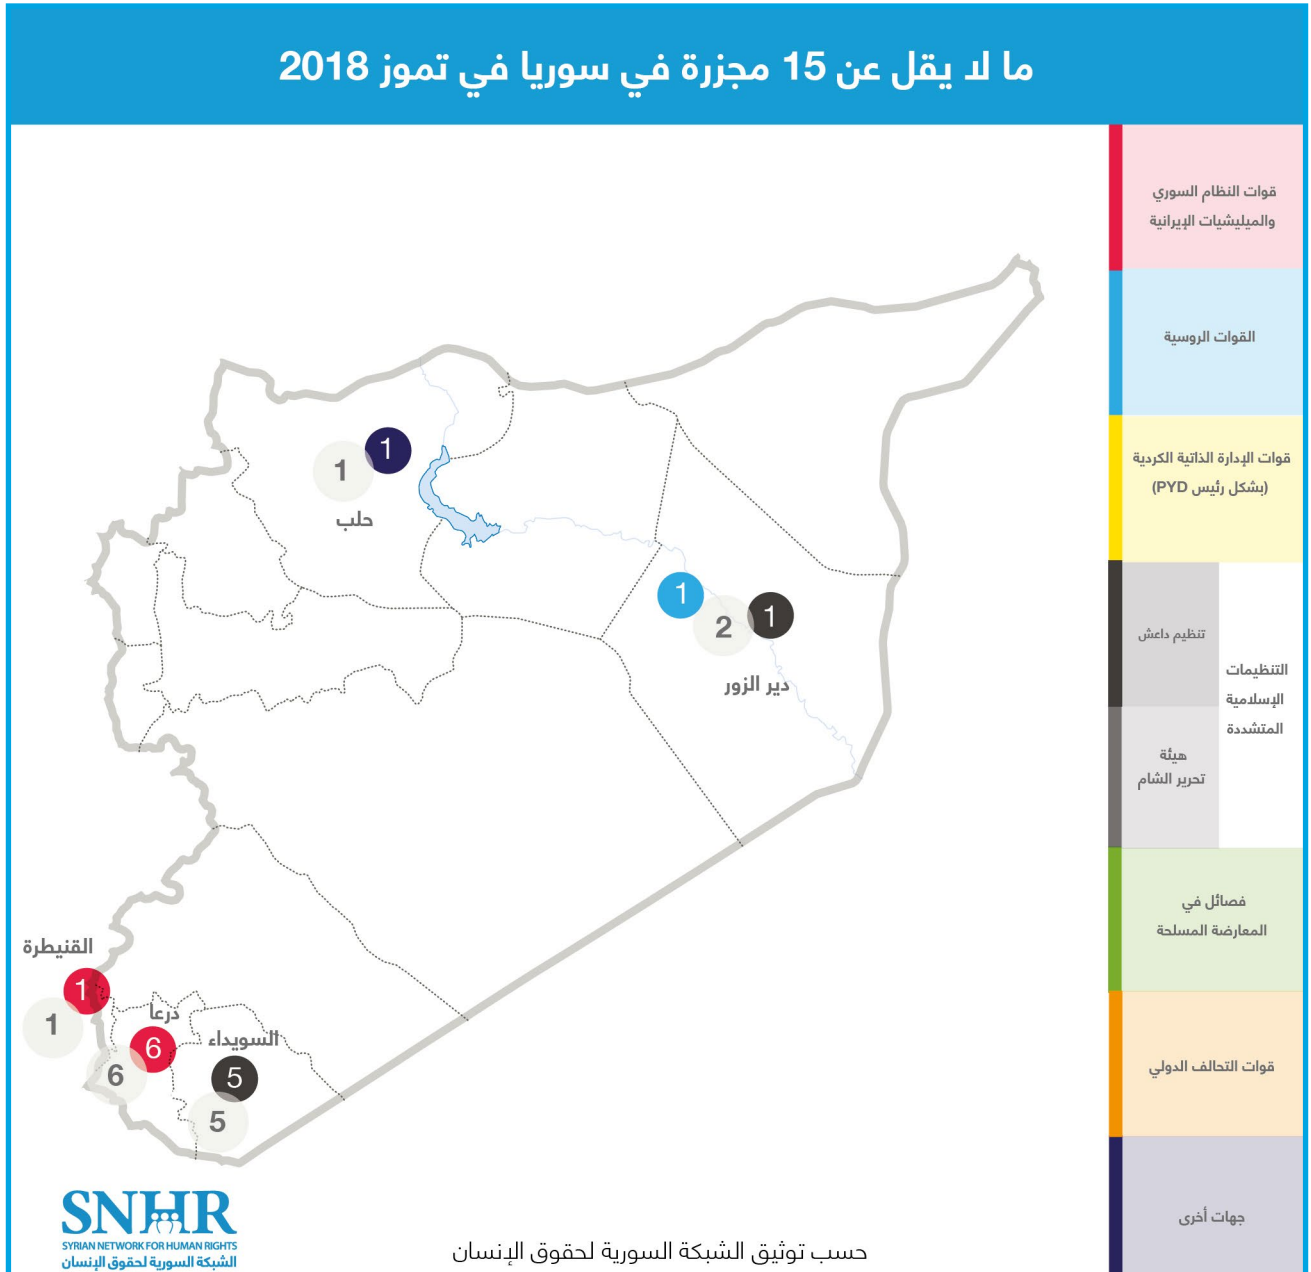 ما لا يقل عن 15 مجزرة في سوريا في تموز 2018
قوات النظام السوري
والميليشيات الإيرانية
القوات الروسية
قوات الإدارة الذاتية الكردية
(بشكل رئيس PYD)
تنظيم داعش
التنظيمات
الإسلامية
المتشددة
هيئة
تحرير الشام
فصائل في
المعارضة المسلحة
قوات التحالف الدولي
جهات أخرى
1
1
حلب
1
2
1
دير الزور
القنيطرة
1
1
درعا
6
6
السويداء
5
5
SNHR
SYRIAN NETWORK FOR HUMAN RIGHTS
الشبكة السورية لحقوق الإنسان
حسب توثيق الشبكة السورية لحقوق الإنسان